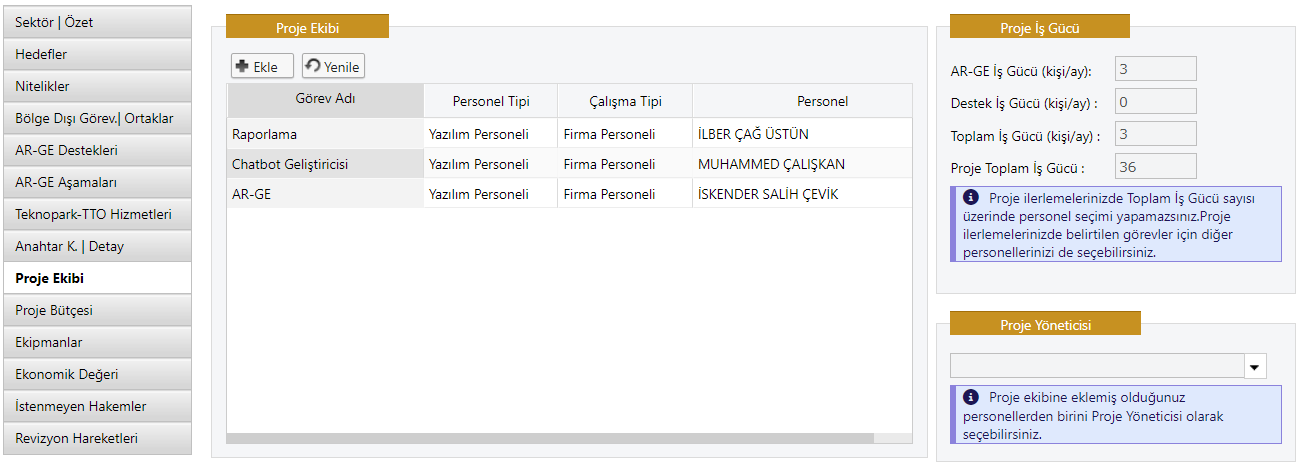 Sektör | Özet
Hedefler
Nitelikler
Bölge Dışı Görev.| Ortaklar
AR-GE Destekleri
AR-GE Aşamaları
Teknopark-TTO Hizmetleri
Anahtar K. | Detay
Proje Ekibi
Proje Bütçesi
Ekipmanlar
Ekonomik Değeri
İstenmeyen Hakemler
Revizyon Hareketleri
Proje Ekibi
Ekle Yenile
Görev Adı Personel Tipi Çalışma Tipi Personel
Raporlama Yazılım Personeli Firma Personeli İLBER ÇAĞ ÜSTÜN
Chatbot Geliştiricisi Yazılım Personeli Firma Personeli MUHAMMED ÇALIŞKAN
AR-GE Yazılım Personeli Firma Personeli İSKENDER SALİH ÇEVİK
Proje İş Gücü
AR-GE İş Gücü (kişi/ay): 3
Destek İş Gücü (kişi/ay) : 0
Toplam İş Gücü (kişi/ay) : 3
Proje Toplam İş Gücü : 36
Proje ilerlemelerinizde Toplam İş Gücü sayısı
üzerinde personel seçimi yapamazsınız.Proje
ilerlemelerinizde belirtilen görevler için diğer
personellerinizi de seçebilirsiniz.
Proje Yöneticisi
Proje ekibine eklemiş olduğunuz
personellerden birini Proje Yöneticisi olarak
seçebilirsiniz.